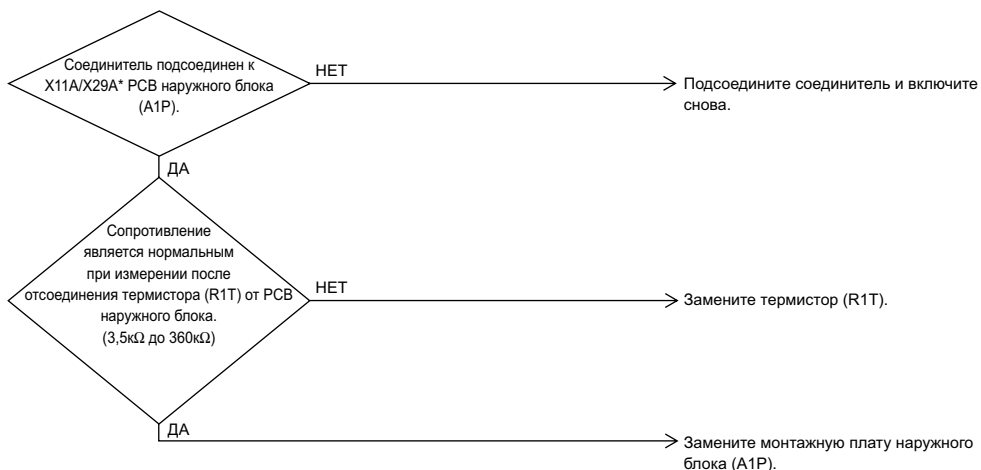 Соединитель подсоединен к
X11A/X29A* PCB наружного блока
(A1P).
НЕТ
Подсоедините соединитель и включите
снова.
ДА
Сопротивление
является нормальным
при измерении после
отсоединения термистора (R1T) от PCB
наружного блока.
(3,5кΩ до 360кΩ)
НЕТ
Замените термистор (R1T).
ДА
Замените монтажную плату наружного
блока (A1P).